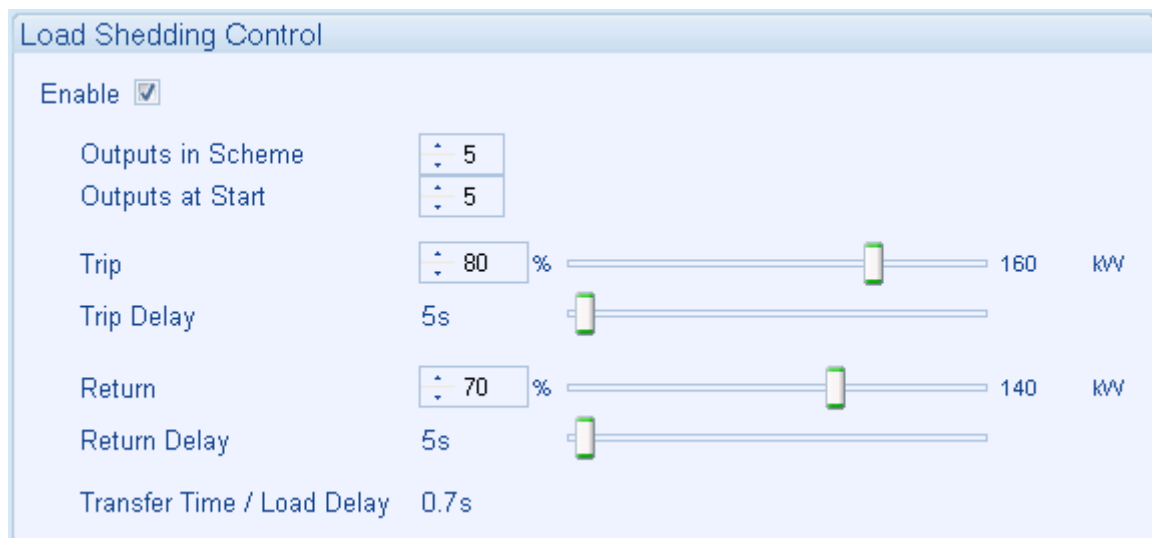 Load Shedding Control
Enable
Outputs in Scheme 5
Outputs at Start 5
Trip 80 % 160 kW
Trip Delay 5s
Return 70 % 140 kW
Return Delay 5s
Transfer Time / Load Delay 0.7s